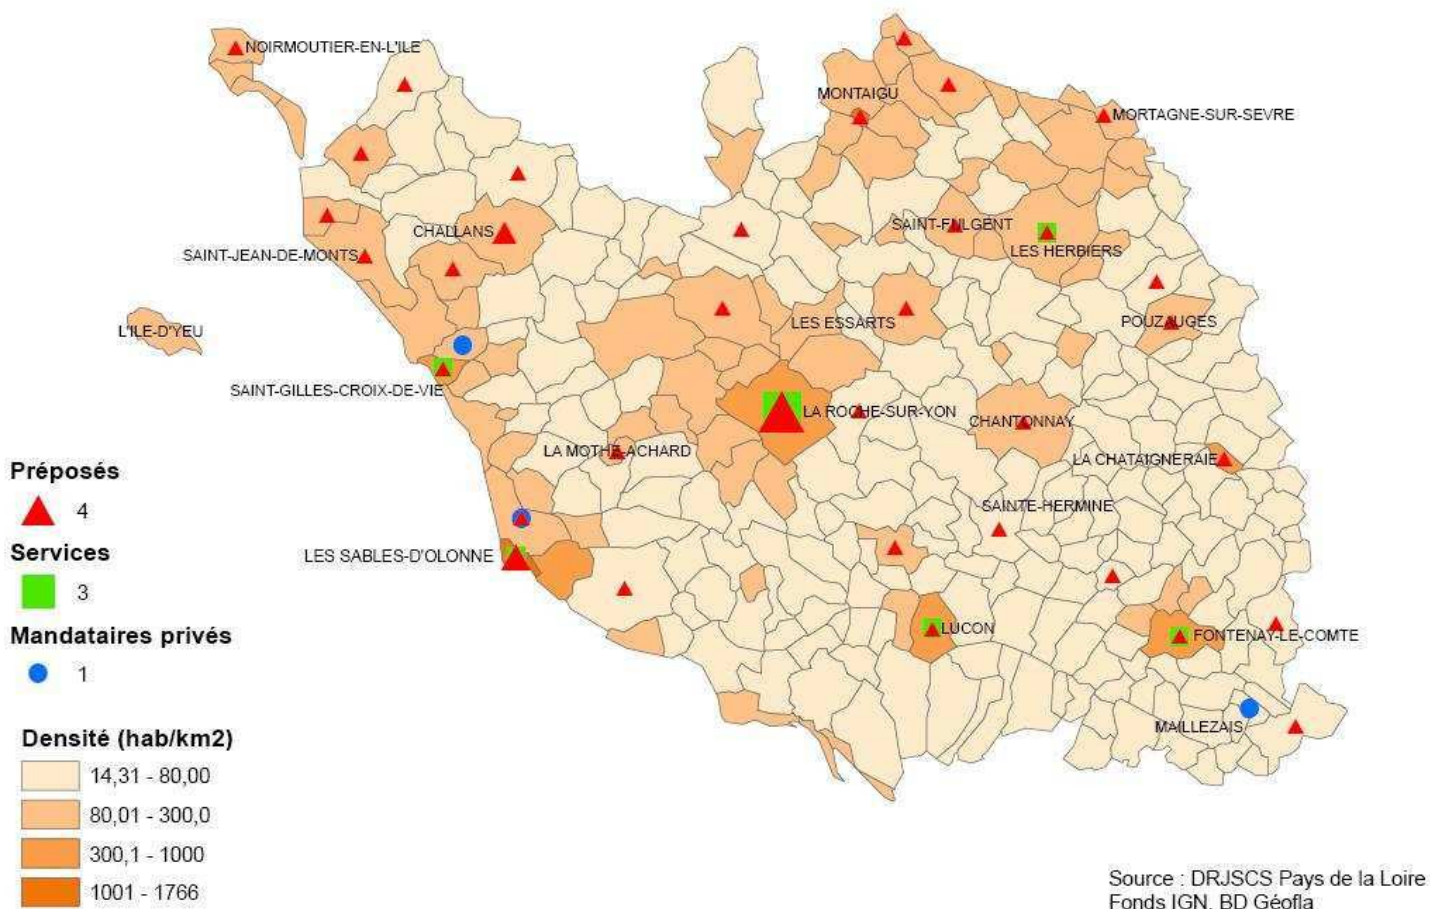 NOIRMOUTIER-EN-L'ILE
MONTAIGU
MORTAGNE-SUR-SEVRE
CHALLANS
SAINT-FULGENT
LES HERBIERS
SAINT-JEAN-DE-MONTS
L'ILE-D'YEU
LES ESSARTS
POUZAUGES
SAINT-GILLES-CROIX-DE-VIE
LA ROCHE-SUR-YON
CHANTONNAY
LA MOTHE-ACHARD
LA CHATAIGNERAIE
SAINTE-HERMINE
LES SABLES-D'OLONNE
LUCON
FONTENAY-LE-COMTE
MAILLEZAIS
Préposés
4
Services
3
Mandataires privés
1
Densité (hab/km2)
14,31 - 80,00
80,01 - 300,0
300,1 - 1000
1001 - 1766
Source : DRJSCS Pays de la Loire
Fonds IGN, BD Géofla